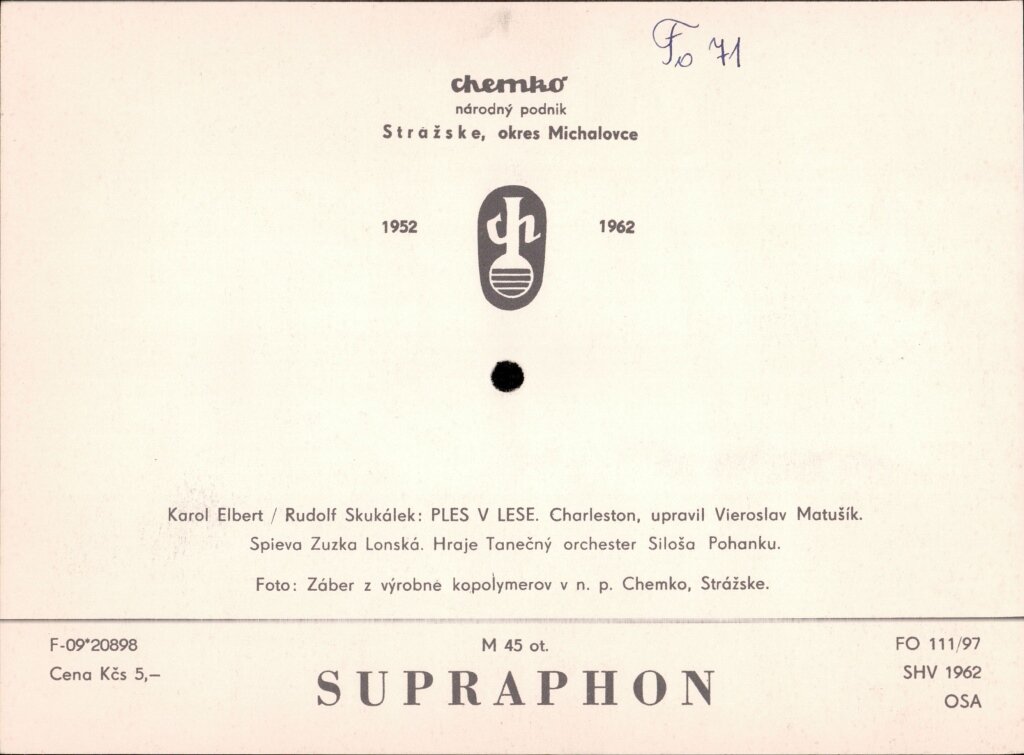 Fo 71
chemko
národný podnik
Strážske, okres Michalovce
1952 ch 1962
Karol Elbert / Rudolf Skukálek: PLES V LESE. Charleston, upravil Vieroslav Matušík.
Spieva Zuzka Lonská. Hraje Tanečný orchester Siloša Pohanku.
Foto: Záber z výrobne kopolymerov v n. p. Chemko, Strážske.
F-09*20898 M 45 ot. FO 111/97
Cena Kčs 5,— SUPRAPHON SHV 1962
OSA